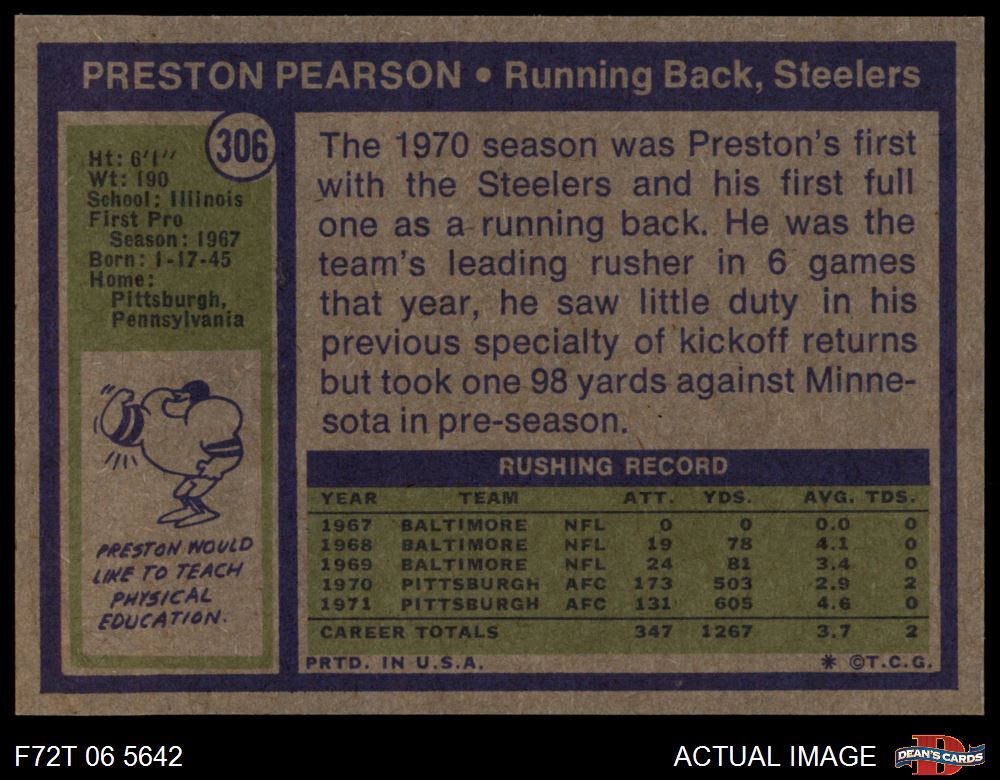 PRESTON PEARSON • Running Back, Steelers
306
Ht: 6'1"
Wt: 190
School: Illinois
First Pro
Season: 1967
Born: 1-17-45
Home:
Pittsburgh,
Pennsylvania
PRESTON WOULD
LIKE TO TEACH
PHYSICAL
EDUCATION.
The 1970 season was Preston's first
with the Steelers and his first full
one as a running back. He was the
team's leading rusher in 6 games
that year, he saw little duty in his
previous specialty of kickoff returns
but took one 98 yards against Minne-
sota in pre-season.
RUSHING RECORD
YEAR TEAM ATT. YDS. AVG. TDS.
1967 BALTIMORE NFL 0 0 0.0 0
1968 BALTIMORE NFL 19 78 4.1 0
1969 BALTIMORE NFL 24 81 3.4 0
1970 PITTSBURGH AFC 173 503 2.9 2
1971 PITTSBURGH AFC 131 605 4.6 0
CAREER TOTALS 347 1267 3.7 2
PRTD. IN U.S.A. * ©T.C.G.
F72T 06 5642 ACTUAL IMAGE DEAN'S CARDS